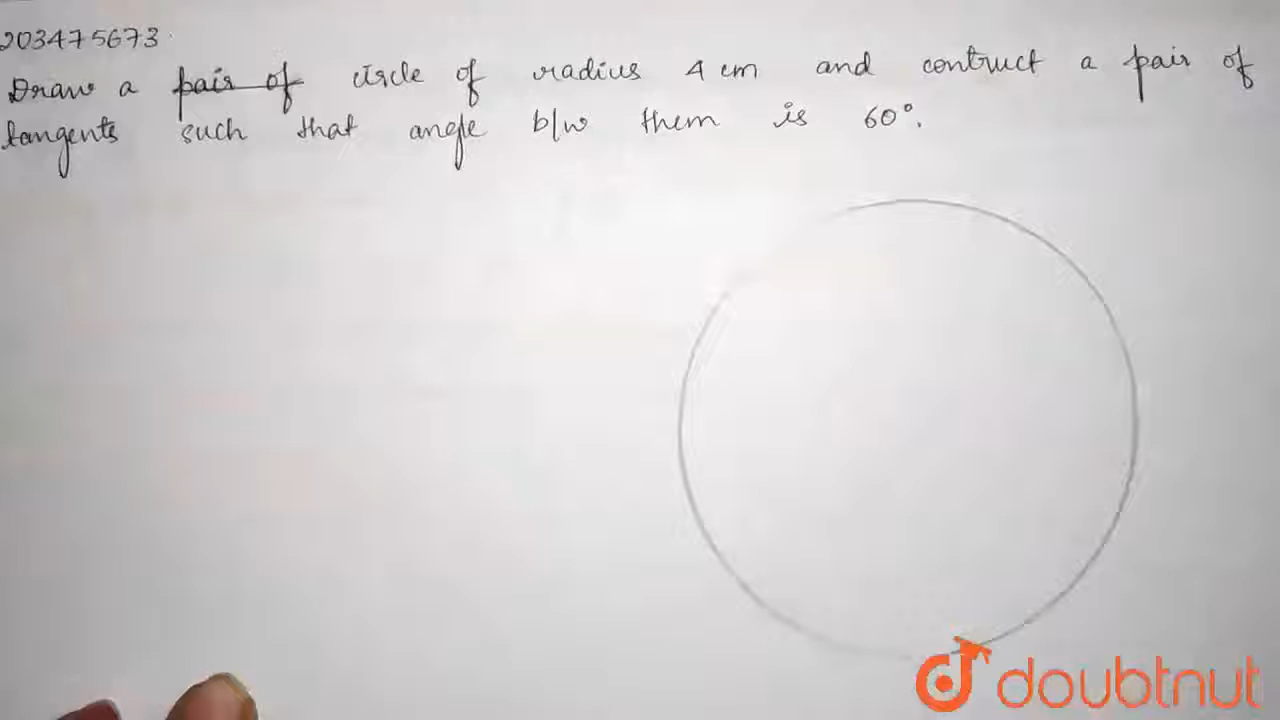 203475673.
Draw a pair of circle of radius 4 cm and contruct a pair of
tangents such that angle b/w them is 60°.
doubtnut